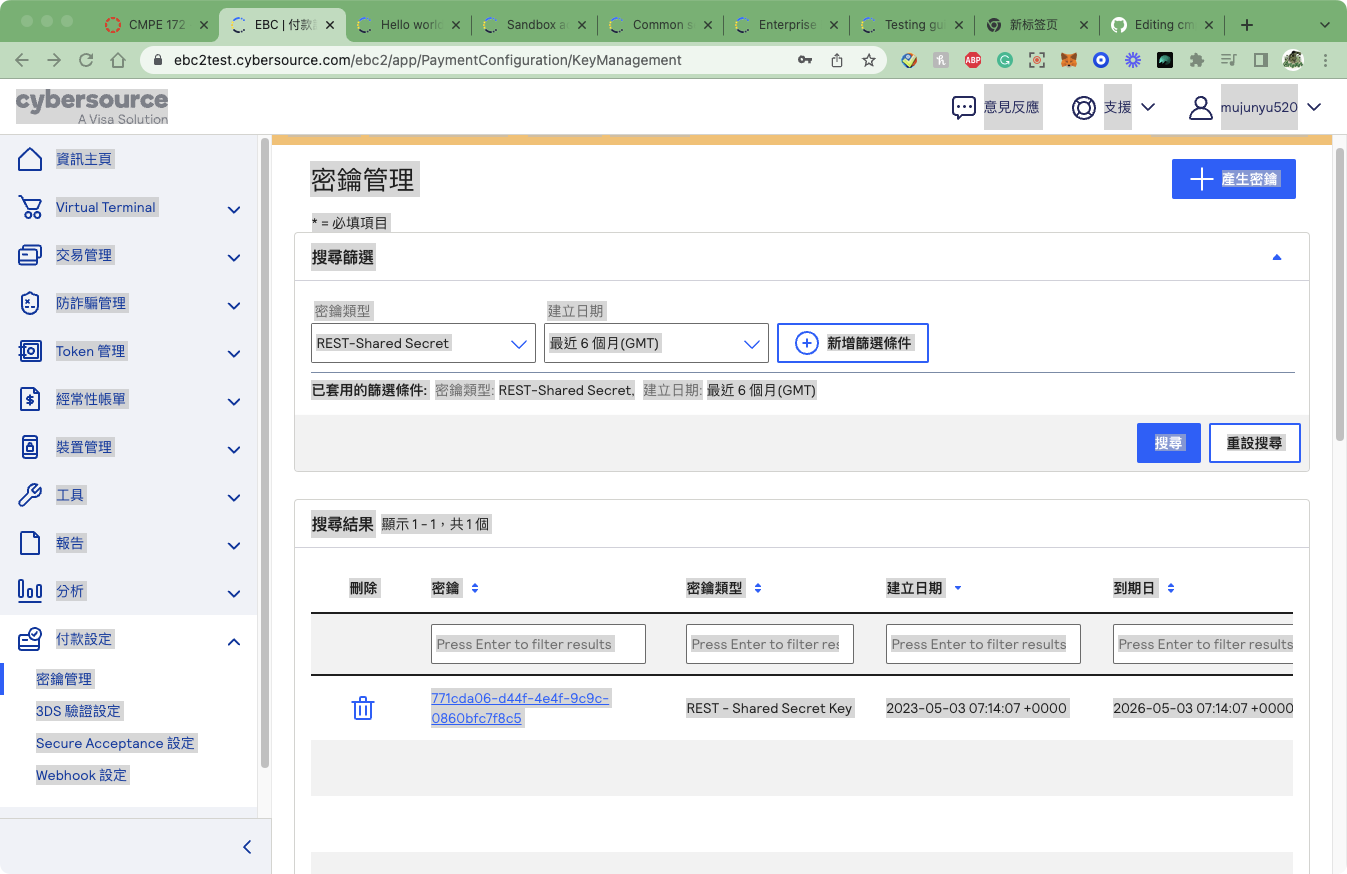 CMPE 172
EBC | 付款
Hello worl
Sandbox a
Common s
Enterprise
Testing gu
新标签页
Editing cm
ebc2test.cybersource.com/ebc2/app/PaymentConfiguration/KeyManagement
ABP
cybersource
A Visa Solution
意見反應
支援
mujunyu520
資訊主頁
Virtual Terminal
交易管理
防詐騙管理
Token 管理
經常性帳單
裝置管理
工具
報告
分析
付款設定
密鑰管理
3DS 驗證設定
Secure Acceptance 設定
Webhook 設定
密鑰管理
產生密鑰
* = 必填項目
搜尋篩選
密鑰類型
建立日期
REST-Shared Secret
最近 6 個月(GMT)
新增篩選條件
已套用的篩選條件: 密鑰類型: REST-Shared Secret, 建立日期: 最近 6 個月(GMT)
搜尋
重設搜尋
搜尋結果 顯示 1 - 1，共 1 個
刪除 密鑰 密鑰類型 建立日期 到期日
Press Enter to filter results Press Enter to filter res Press Enter to filter results Press Enter to filter results
771cda06-d44f-4e4f-9c9c-
0860bfc7f8c5
REST - Shared Secret Key
2023-05-03 07:14:07 +0000
2026-05-03 07:14:07 +0000